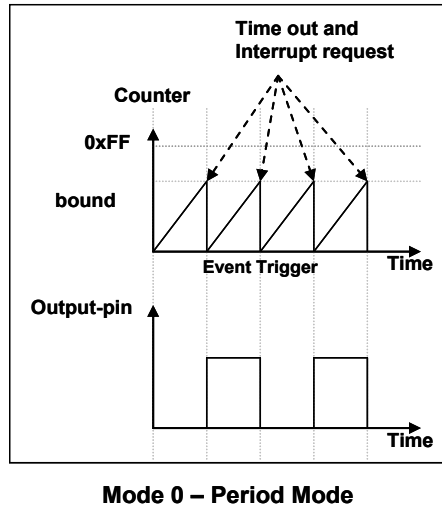 Time out and
Interrupt request
Counter
0xFF
bound
Time
Event Trigger
Output-pin
Time
Mode 0 – Period Mode